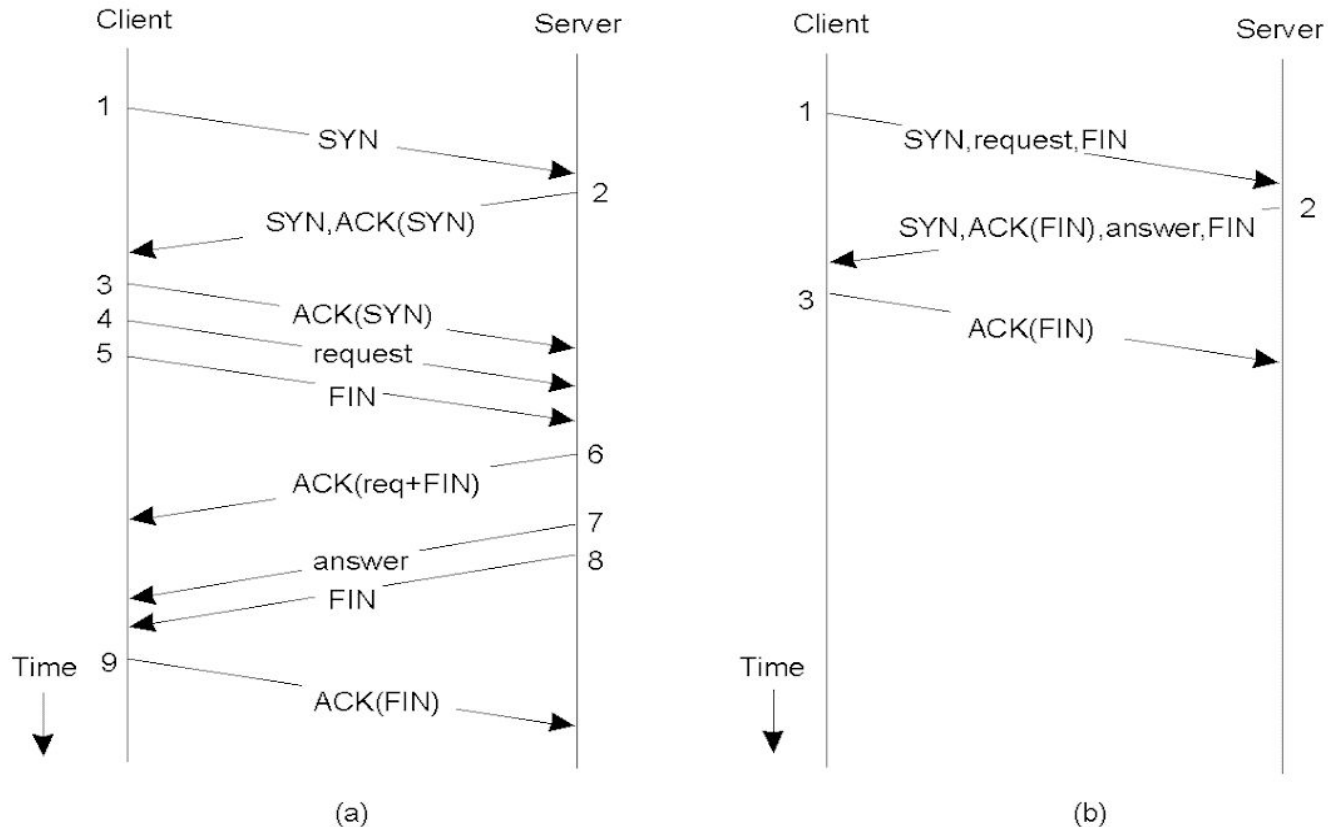 Client
Server
1
SYN
2
SYN,ACK(SYN)
3
ACK(SYN)
4
request
5
FIN
6
ACK(req+FIN)
7
answer
8
FIN
9
ACK(FIN)
Time
(a)
Client
Server
1
SYN,request,FIN
2
SYN,ACK(FIN),answer,FIN
3
ACK(FIN)
Time
(b)